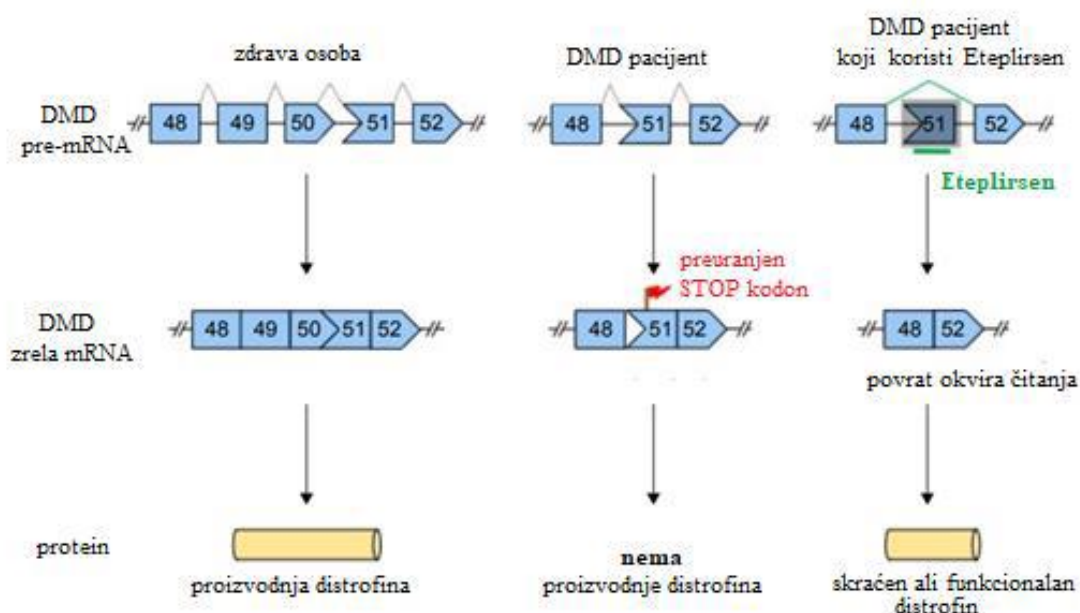 zdrava osoba
DMD pacijent
DMD pacijent
koji koristi Eteplirsen
DMD
pre-mRNA
48 49 50 51 52
48 51 52
48 51 52
Eteplirsen
preuranjen
STOP kodon
DMD
zrela mRNA
48 49 50 51 52
48 51 52
48 52
povrat okvira čitanja
protein
proizvodnja distrofina
nema
proizvodnje distrofina
skraćen ali funkcionalan
distrofin